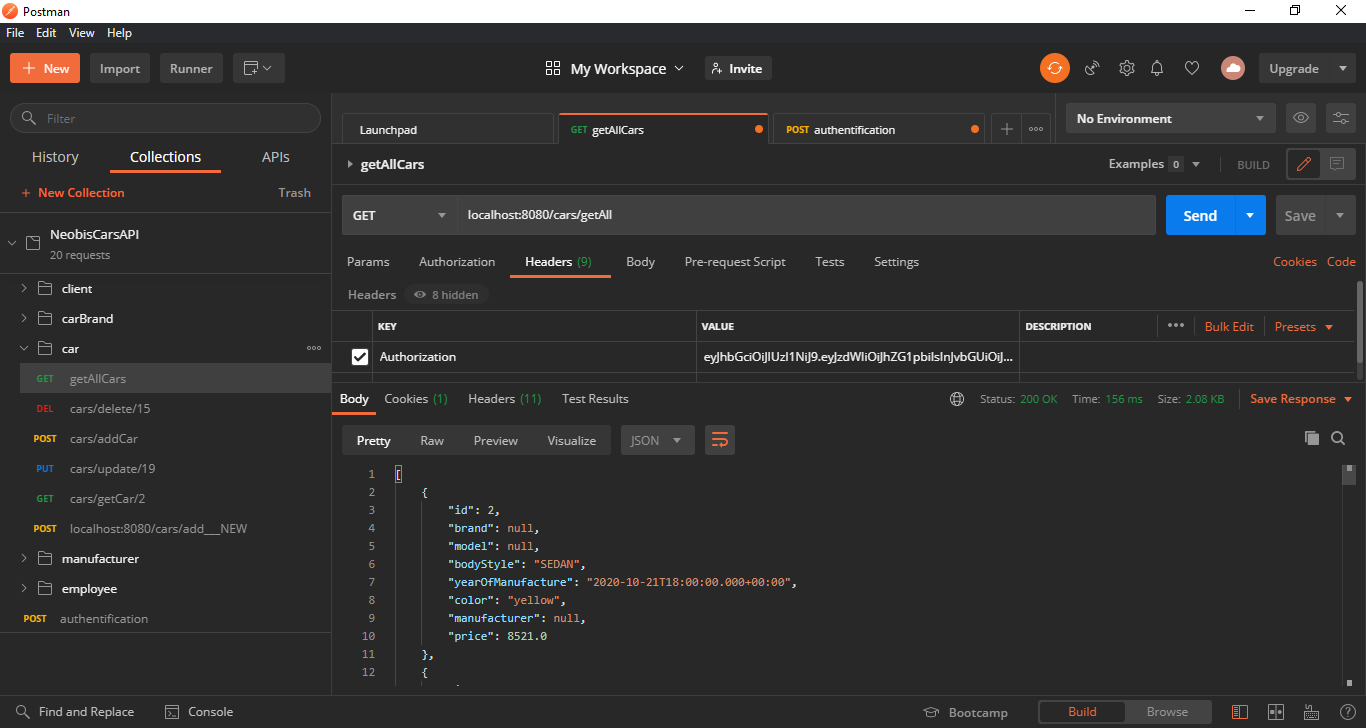 Postman
File Edit View Help
New Import Runner My Workspace Invite Upgrade
Filter
History Collections APIs
New Collection Trash
NeobisCarsAPI
20 requests
client
carBrand
car
GET getAllCars
DEL cars/delete/15
POST cars/addCar
PUT cars/update/19
GET cars/getCar/2
POST localhost:8080/cars/add___NEW
manufacturer
employee
POST authentification
Launchpad GET getAllCars POST authentification No Environment
getAllCars Examples 0 BUILD
GET localhost:8080/cars/getAll Send Save
Params Authorization Headers (9) Body Pre-request Script Tests Settings Cookies Code
Headers 8 hidden
KEY VALUE DESCRIPTION Bulk Edit Presets
Authorization
Body Cookies (1) Headers (11) Test Results Status: 200 OK Time: 156 ms Size: 2.08 KB Save Response
Pretty Raw Preview Visualize JSON
1 [
2 {
3 "id": 2,
4 "brand": null,
5 "model": null,
6 "bodyStyle": "SEDAN",
7 "yearOfManufacture": "2020-10-21T18:00:00.000+00:00",
8 "color": "yellow",
9 "manufacturer": null,
10 "price": 8521.0
11 },
12 {
Find and Replace Console Bootcamp Build Browse